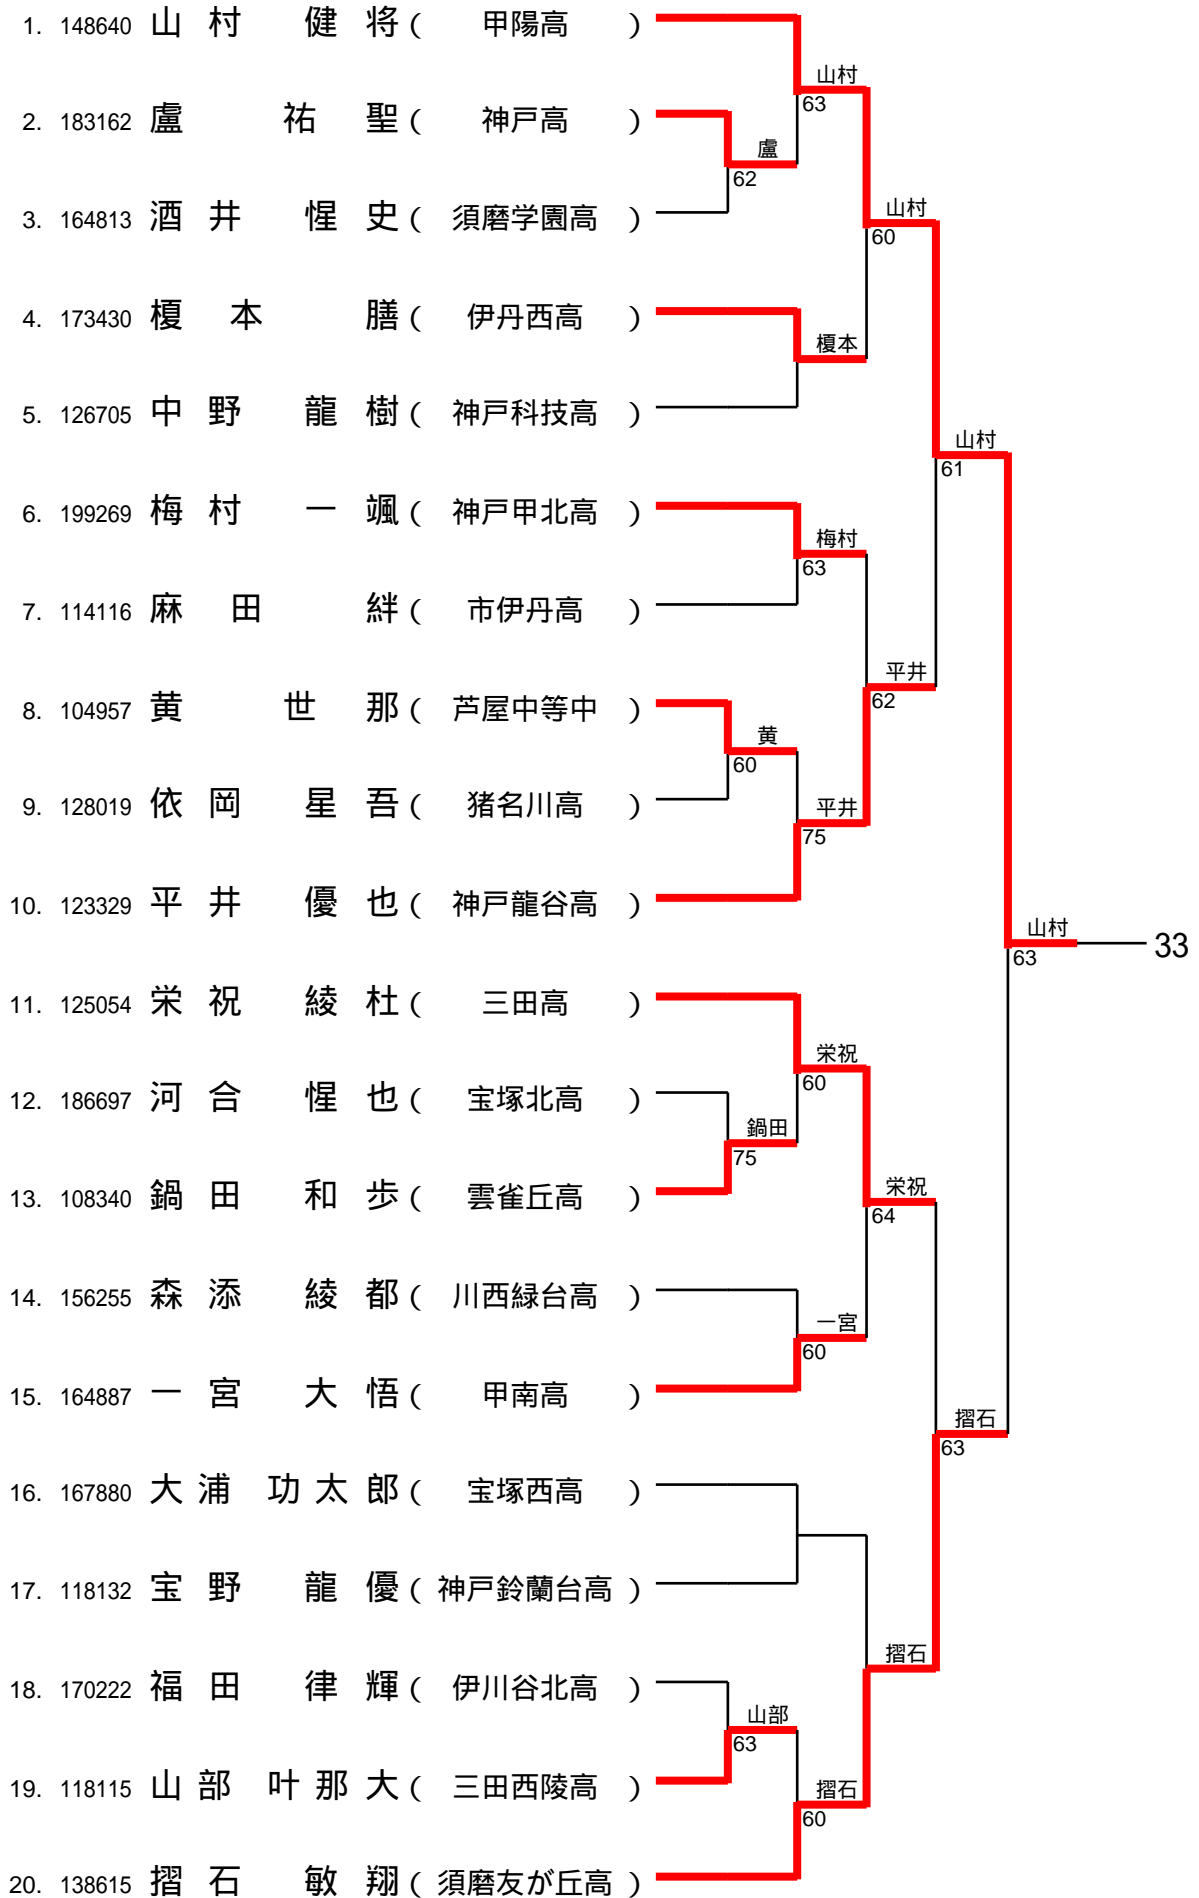 1. 148640 山村 健将 ( 甲陽高 )
山村
63
2. 183162 盧 祐聖 ( 神戸高 )
盧
62
3. 164813 酒井 惺史 ( 須磨学園高 )
山村
60
4. 173430 榎本 膳 ( 伊丹西高 )
榎本
5. 126705 中野 龍樹 ( 神戸科技高 )
山村
61
6. 199269 梅村 一颯 ( 神戸甲北高 )
梅村
63
7. 114116 麻田 絆 ( 市伊丹高 )
平井
62
8. 104957 黄 世那 ( 芦屋中等中 )
黄
60
9. 128019 依岡 星吾 ( 猪名川高 )
平井
75
10. 123329 平井 優也 ( 神戸龍谷高 )
山村
63
33
11. 125054 栄祝 綾杜 ( 三田高 )
栄祝
60
12. 186697 河合 惺也 ( 宝塚北高 )
鍋田
75
13. 108340 鍋田 和歩 ( 雲雀丘高 )
栄祝
64
14. 156255 森添 綾都 ( 川西緑台高 )
一宮
60
15. 164887 一宮 大悟 ( 甲南高 )
摺石
63
16. 167880 大浦 功太郎 ( 宝塚西高 )
17. 118132 宝野 龍優 ( 神戸鈴蘭台高 )
摺石
18. 170222 福田 律輝 ( 伊川谷北高 )
山部
63
19. 118115 山部 叶那大 ( 三田西陵高 )
摺石
60
20. 138615 摺石 敏翔 ( 須磨友が丘高 )